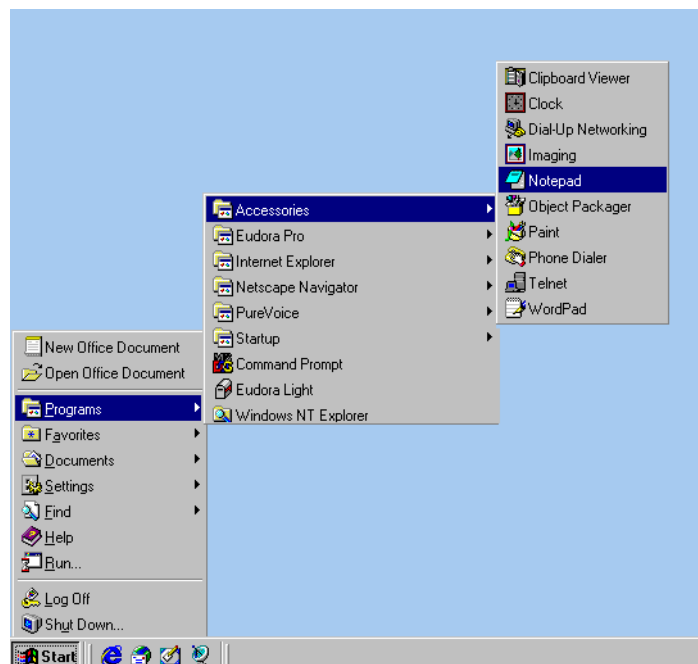 Clipboard Viewer
Clock
Dial-Up Networking
Imaging
Notepad
Object Packager
Paint
Phone Dialer
Telnet
WordPad
Accessories
Eudora Pro
Internet Explorer
Netscape Navigator
PureVoice
Startup
Command Prompt
Eudora Light
Windows NT Explorer
New Office Document
Open Office Document
Programs
Favorites
Documents
Settings
Find
Help
Run...
Log Off
Shut Down...
Start